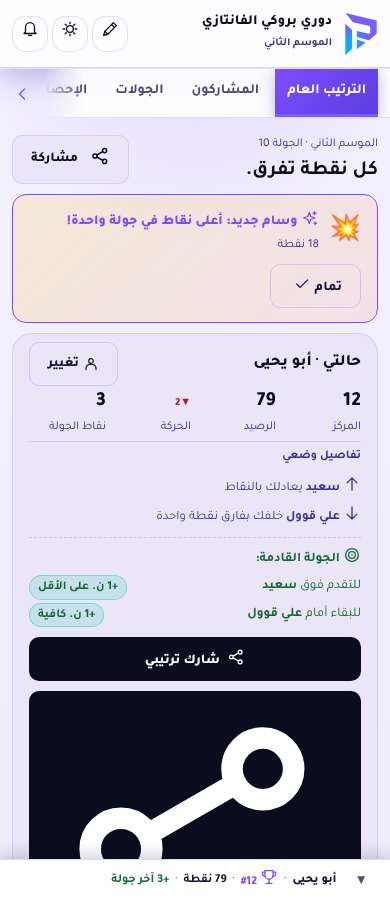 دوري بروكي الفانتازي
الموسم الثاني
الترتيب العام
المشاركون
الجولات
الإحصا
الموسم الثاني · الجولة 10
كل نقطة تفرق.
مشاركة
وسام جديد: أعلى نقاط في جولة واحدة!
18 نقطة
تمام
حالتي · أبو يحيى
تغيير
12
79
▼2
3
المركز
الرصيد
الحركة
نقاط الجولة
تفاصيل وضعي
سعيد يعادلك بالنقاط
علي قوول خلفك بفارق نقطة واحدة
الجولة القادمة:
للتقدم فوق سعيد
+1 ن. على الأقل
للبقاء أمام علي قوول
+1 ن. كافية
شارك ترتيبي
▼ أبو يحيى · #12 · 79 نقطة · +3 آخر جولة